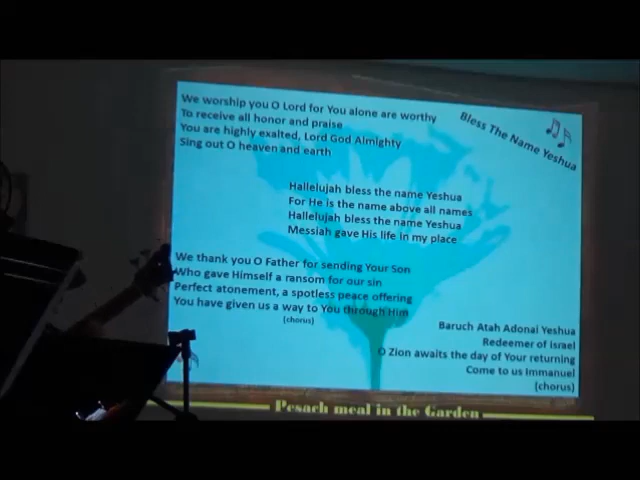 Bless The Name Yeshua
We worship you O Lord for You alone are worthy
To receive all honor and praise
You are highly exalted, Lord God Almighty
Sing out O heaven and earth
Hallelujah bless the name Yeshua
For He is the name above all names
Hallelujah bless the name Yeshua
Messiah gave His life in my place
We thank you O Father for sending Your Son
Who gave Himself a ransom for our sin
Perfect atonement, a spotless peace offering
You have given us a way to You through Him
(chorus)
Baruch Atah Adonai Yeshua
Redeemer of Israel
O Zion awaits the day of Your returning
Come to us Immanuel
(chorus)
Pesach meal in the Garden